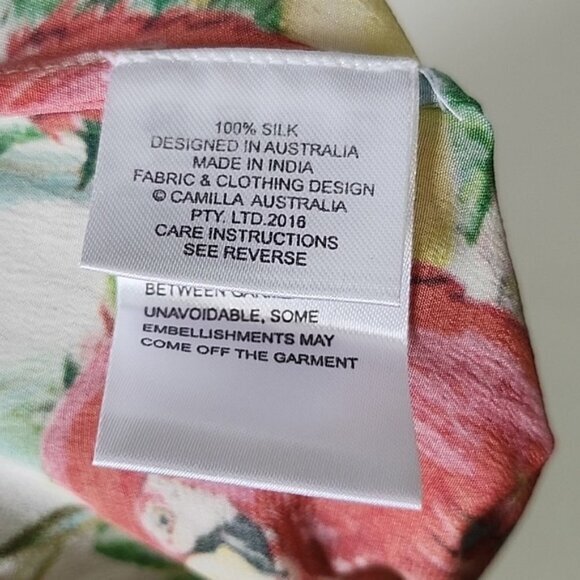 100% SILK
DESIGNED IN AUSTRALIA
MADE IN INDIA
FABRIC & CLOTHING DESIGN
© CAMILLA AUSTRALIA
PTY. LTD.2016
CARE INSTRUCTIONS
SEE REVERSE
BETWEEN
UNAVOIDABLE, SOME
EMBELLISHMENTS MAY
COME OFF THE GARMENT